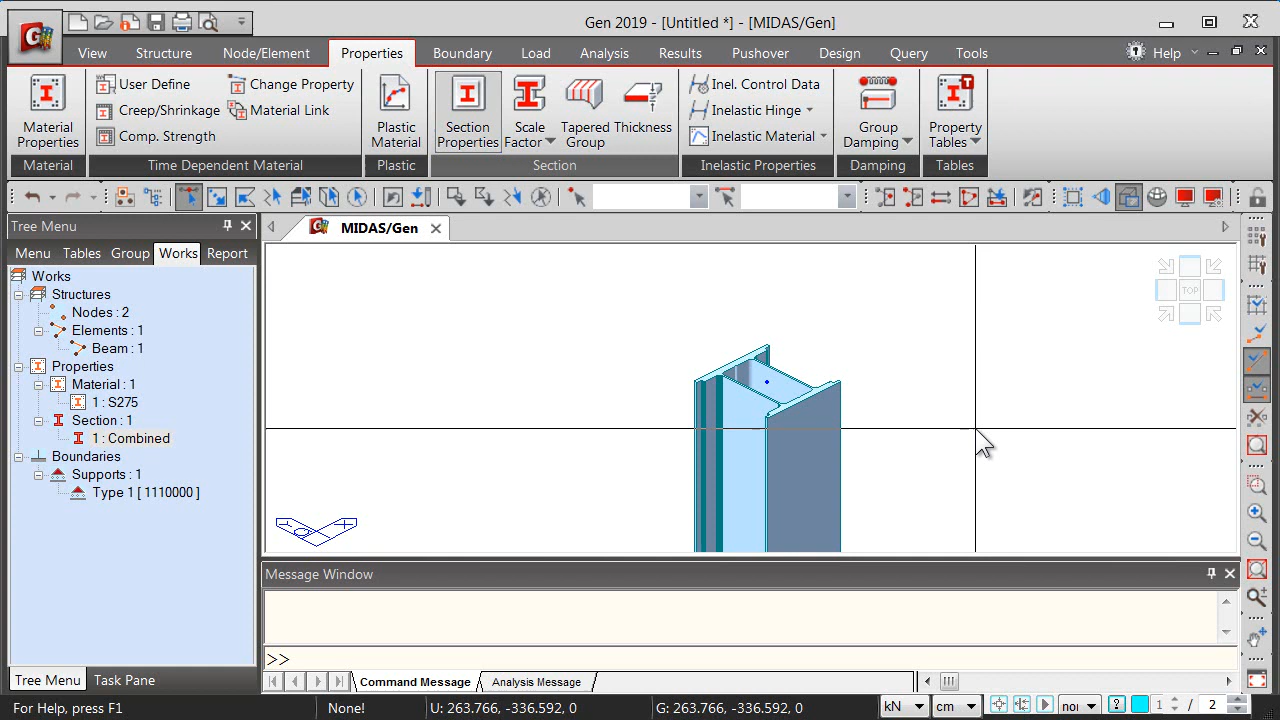 Gen 2019 - [Untitled *] - [MIDAS/Gen]
View Structure Node/Element Properties Boundary Load Analysis Results Pushover Design Query Tools Help
Material Properties
User Define
Creep/Shrinkage
Comp. Strength
Change Property
Material Link
Plastic Material
Section Properties
Scale Factor
Tapered Group
Thickness
Inel. Control Data
Inelastic Hinge
Inelastic Material
Group Damping
Property Tables
Material Time Dependent Material Plastic Section Inelastic Properties Damping Tables
Tree Menu
MIDAS/Gen
Menu Tables Group Works Report
Works
Structures
Nodes : 2
Elements : 1
Beam : 1
Properties
Material : 1
1 : S275
Section : 1
1 : Combined
Boundaries
Supports : 1
Type 1 [ 1110000 ]
TOP
Message Window
>>
Tree Menu Task Pane
Command Message Analysis Message
For Help, press F1
None!
U: 263.766, -336.592, 0
G: 263.766, -336.592, 0
kN
cm
1 / 2